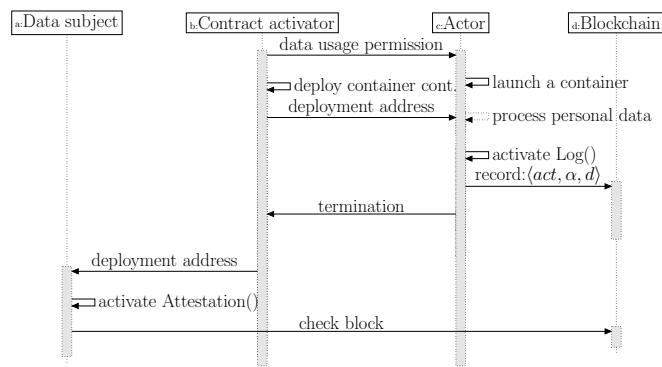 a:Data subject b:Contract activator c:Actor d:Blockchain
data usage permission
deploy container cont. launch a container
deployment address process personal data
activate Log()
record:⟨act, α, d⟩
termination
deployment address
activate Attestation()
check block